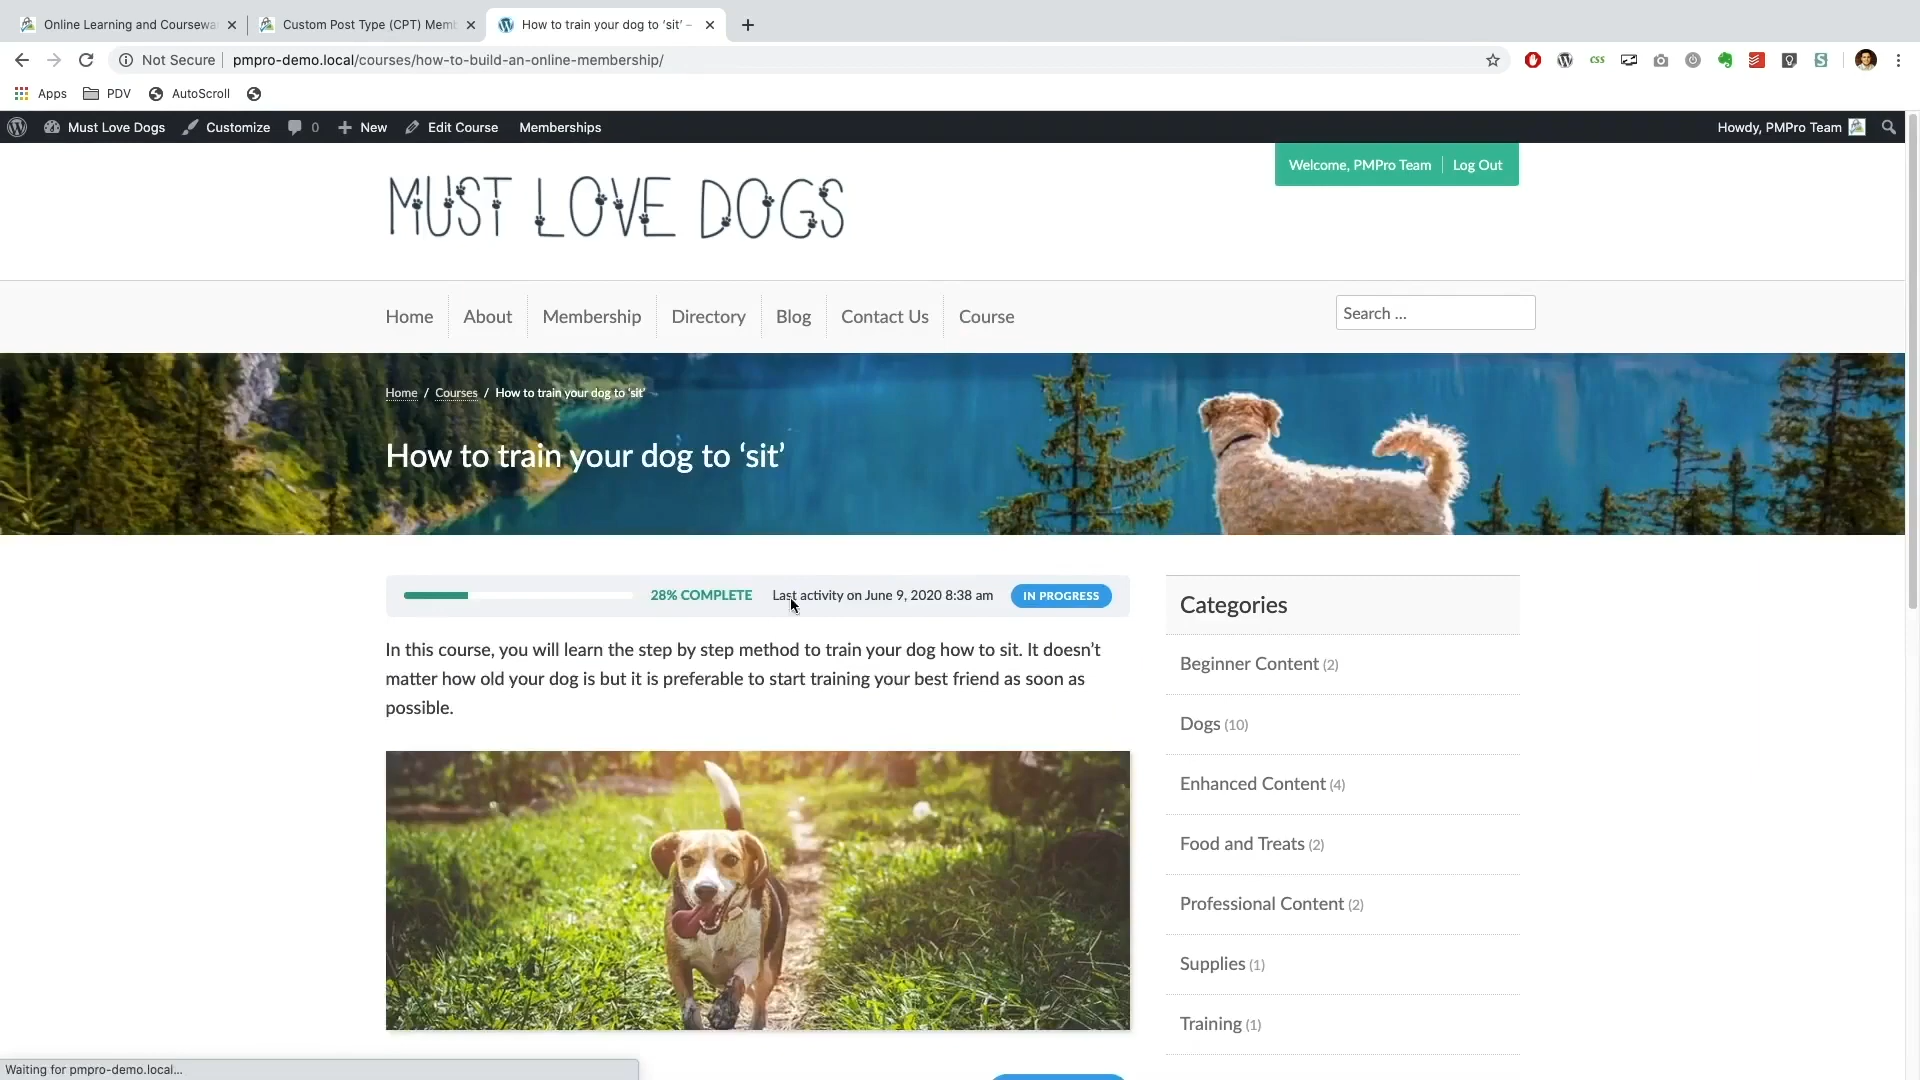 Online Learning and Coursewa
Custom Post Type (CPT) Memb
How to train your dog to ‘sit’ –
Not Secure
pmpro-demo.local/courses/how-to-build-an-online-membership/
css
Apps
PDV
AutoScroll
Must Love Dogs
Customize
0
New
Edit Course
Memberships
Howdy, PMPro Team
Welcome, PMPro Team
Log Out
MUST LOVE DOGS
Home
About
Membership
Directory
Blog
Contact Us
Course
Search ...
Home / Courses / How to train your dog to ‘sit’
How to train your dog to ‘sit’
28% COMPLETE
Last activity on June 9, 2020 8:38 am
IN PROGRESS
In this course, you will learn the step by step method to train your dog how to sit. It doesn’t
matter how old your dog is but it is preferable to start training your best friend as soon as
possible.
Categories
Beginner Content (2)
Dogs (10)
Enhanced Content (4)
Food and Treats (2)
Professional Content (2)
Supplies (1)
Training (1)
Waiting for pmpro-demo.local...